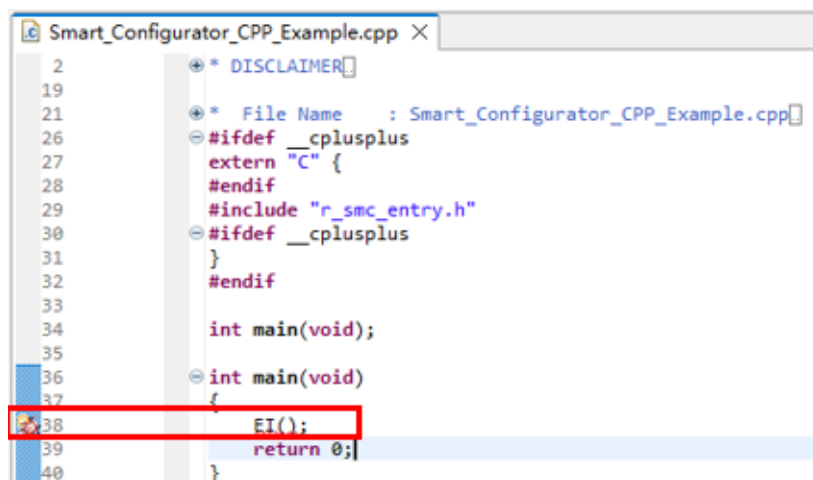 Smart_Configurator_CPP_Example.cpp
2 * DISCLAIMER
19
21 * File Name : Smart_Configurator_CPP_Example.cpp
26 #ifdef __cplusplus
27 extern "C" {
28 #endif
29 #include "r_smc_entry.h"
30 #ifdef __cplusplus
31 }
32 #endif
33
34 int main(void);
35
36 int main(void)
37 {
38 EI();
39 return 0;
40 }